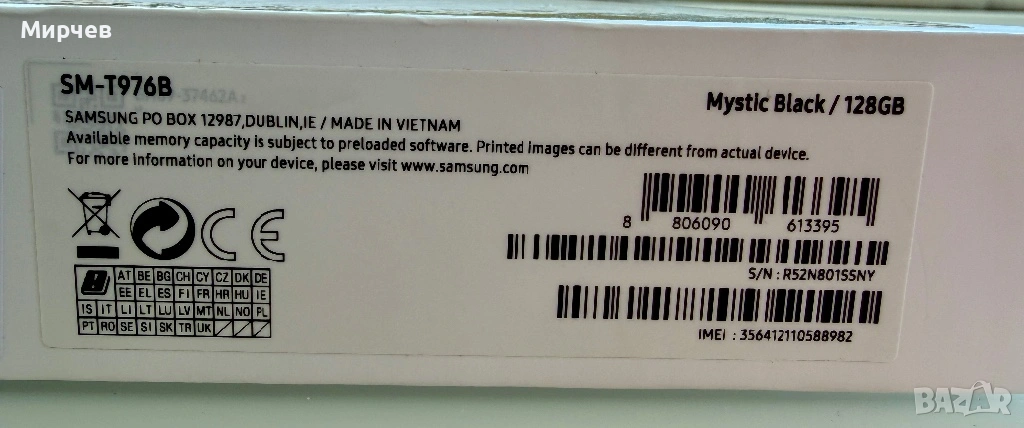 Мирчев
SM-T976B
Mystic Black / 128GB
SAMSUNG PO BOX 12987,DUBLIN,IE / MADE IN VIETNAM
Available memory capacity is subject to preloaded software. Printed images can be different from actual device.
For more information on your device, please visit www.samsung.com
8 806090 613395
S/N : R52N801SSNY
IMEI : 356412110588982
CE
AT BE BG CH CY CZ DK DE
EE EL ES FI FR HR HU IE
IS IT LI LT LU LV MT NL NO PL
PT RO SE SI SK TR UK
BAZAR